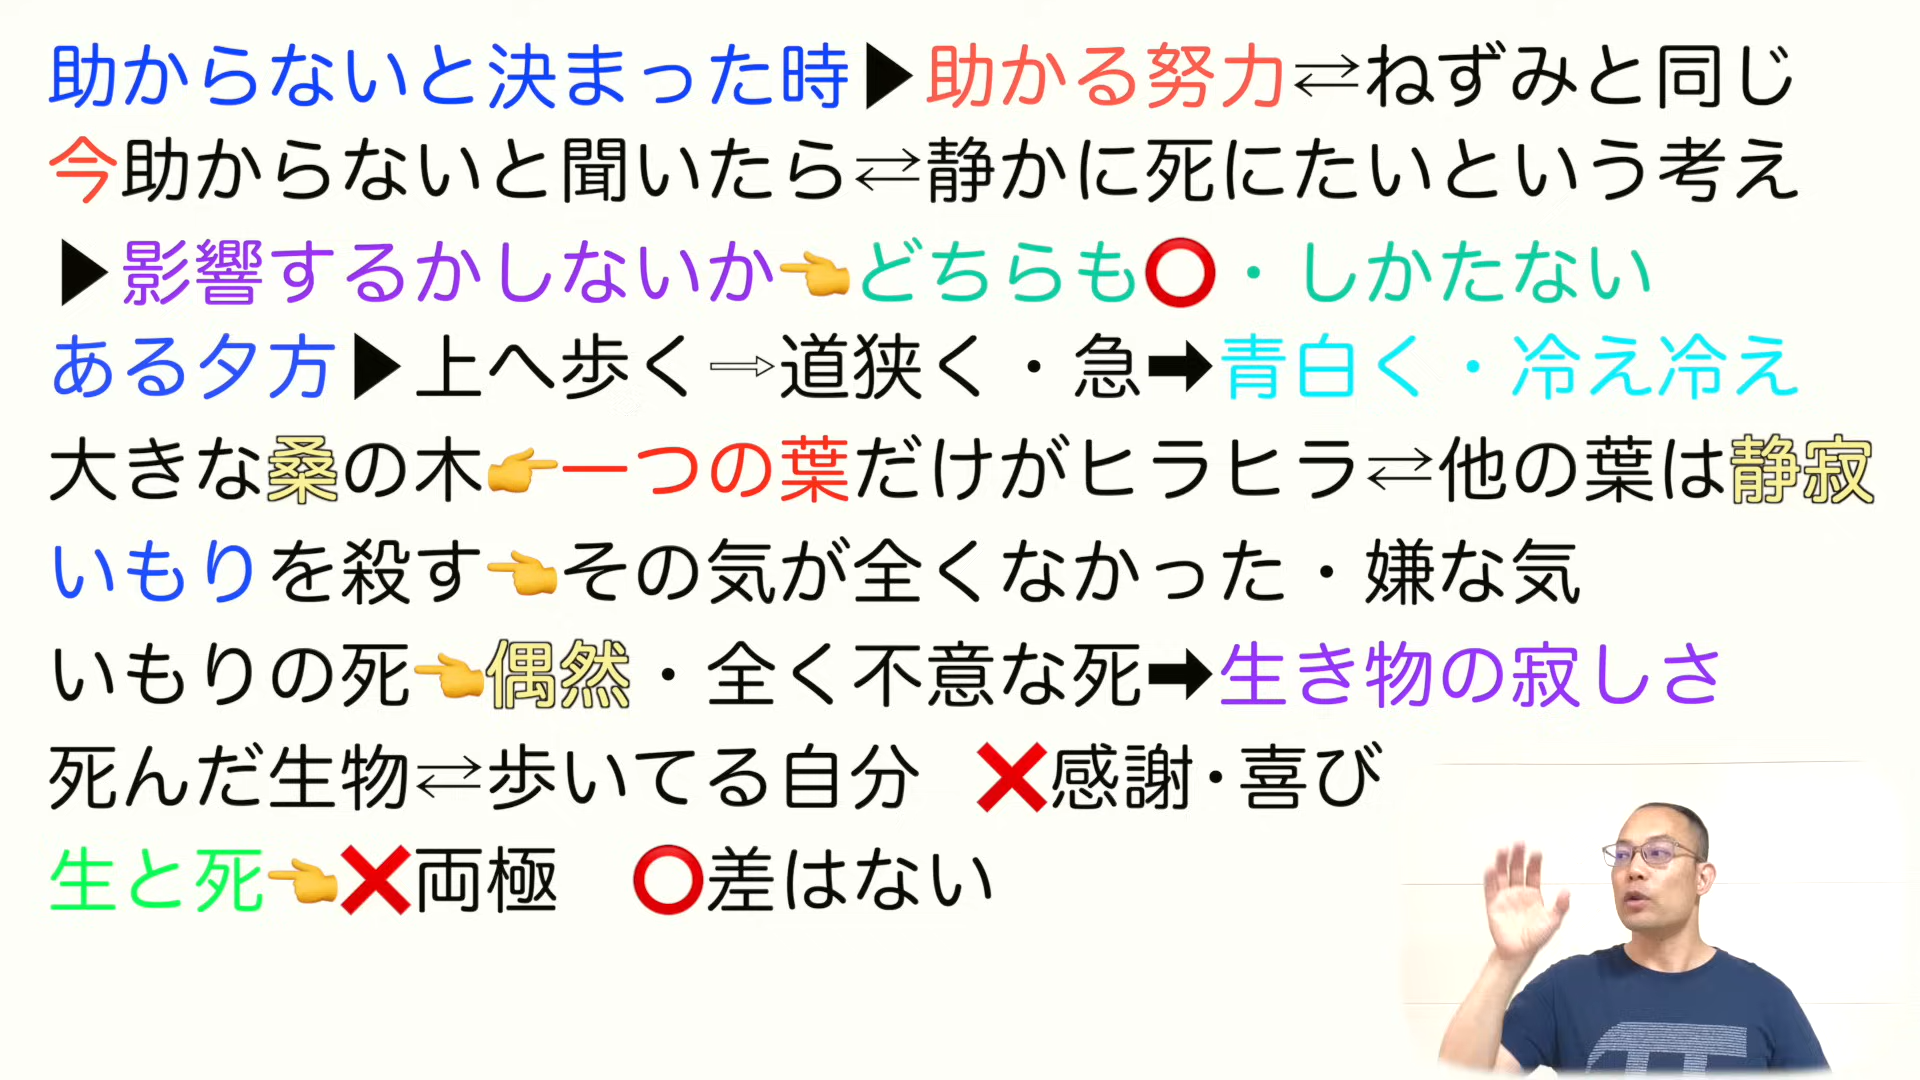 助からないと決まった時▶助かる努力⇄ねずみと同じ
今助からないと聞いたら⇄静かに死にたいという考え
▶影響するかしないか👈どちらも⭕・しかたない
ある夕方▶上へ歩く⇨道狭く・急➡青白く・冷え冷え
大きな桑の木👉一つの葉だけがヒラヒラ⇄他の葉は静寂
いもりを殺す👈その気が全くなかった・嫌な気
いもりの死👈偶然・全く不意な死➡生き物の寂しさ
死んだ生物⇄歩いてる自分 ❌感謝・喜び
生と死👈❌両極 ⭕差はない